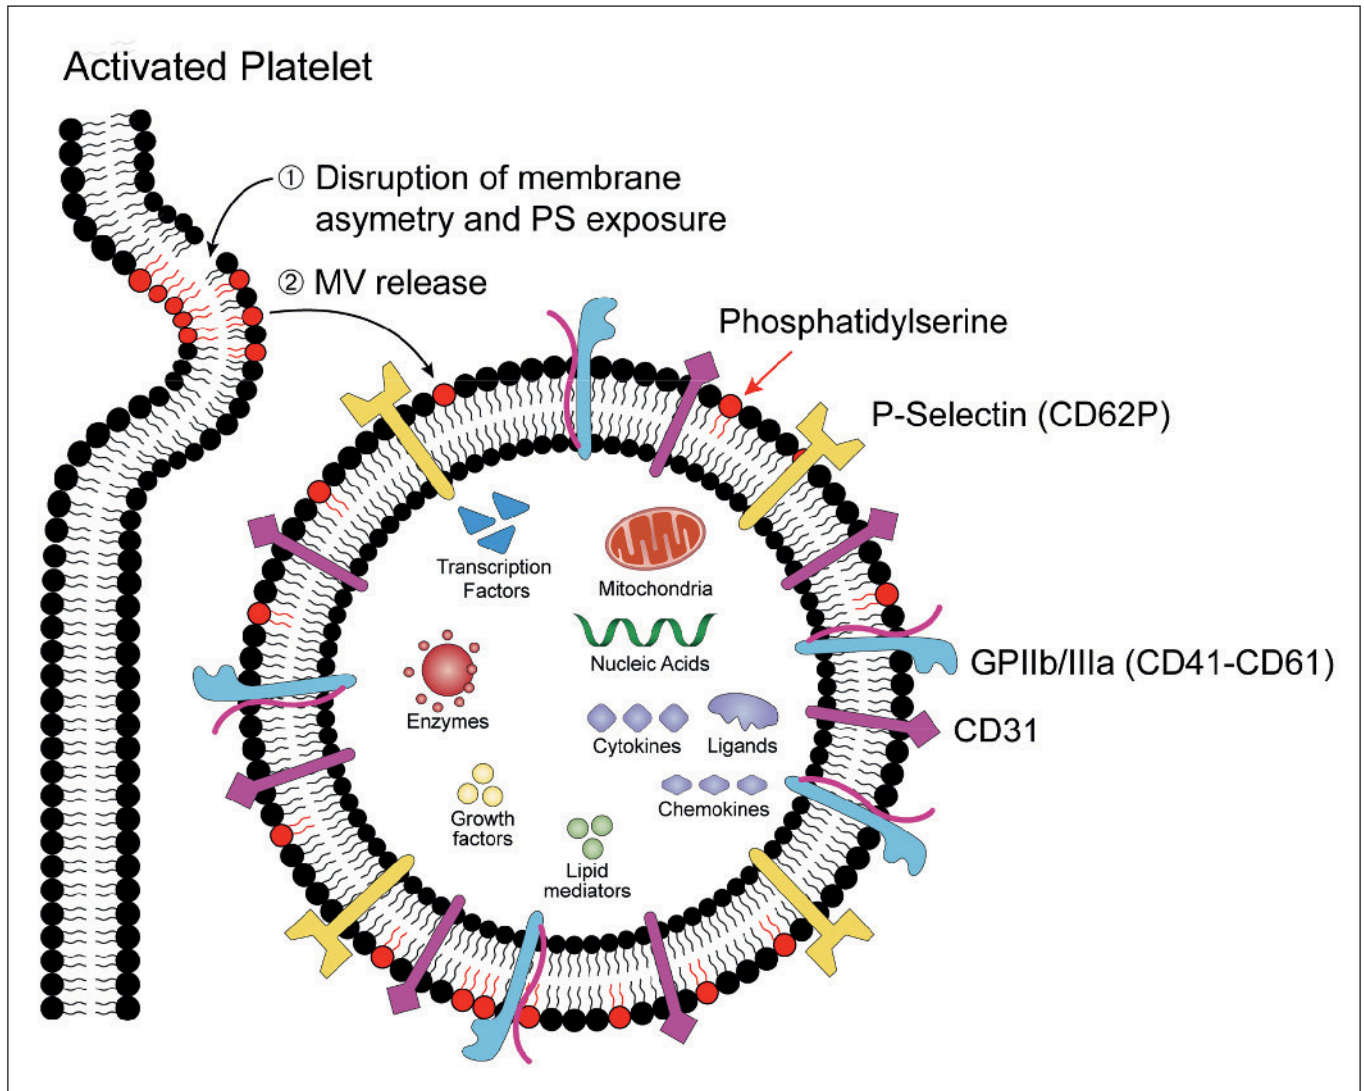 Activated Platelet
① Disruption of membrane
asymetry and PS exposure
② MV release
Phosphatidylserine
P-Selectin (CD62P)
Transcription
Factors
Mitochondria
Nucleic Acids
GPIIb/IIIa (CD41-CD61)
Enzymes
Cytokines
Ligands
CD31
Chemokines
Growth
factors
Lipid
mediators